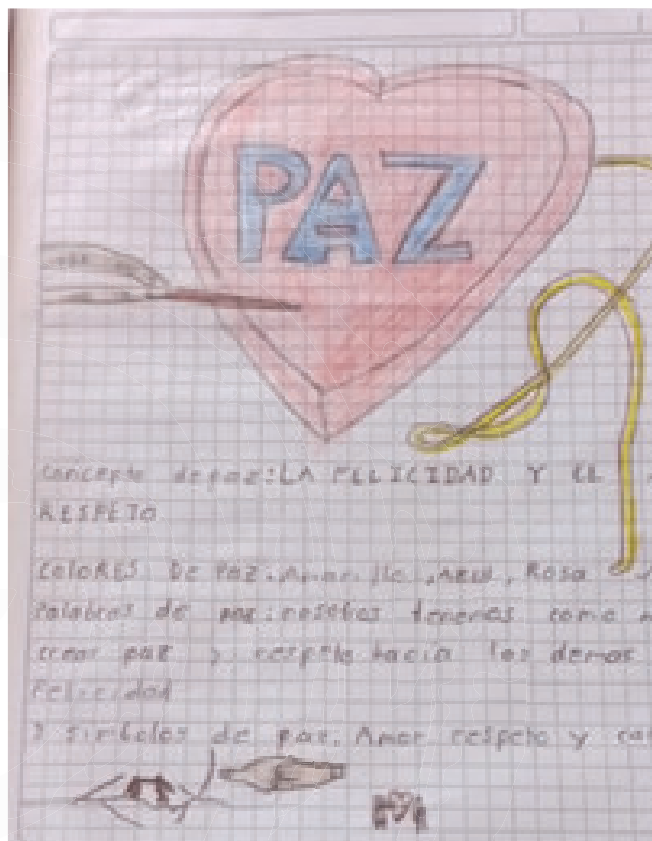 PAZ
Concepto de paz: LA FELICIDAD Y EL
RESPETO
COLORES DE PAZ: Amarillo, AZUL, Rosa
Palabras de paz: nosotros tenemos como
crear paz y respeto hacia los demas
Felicidad
simbolos de paz: Amor respeto y